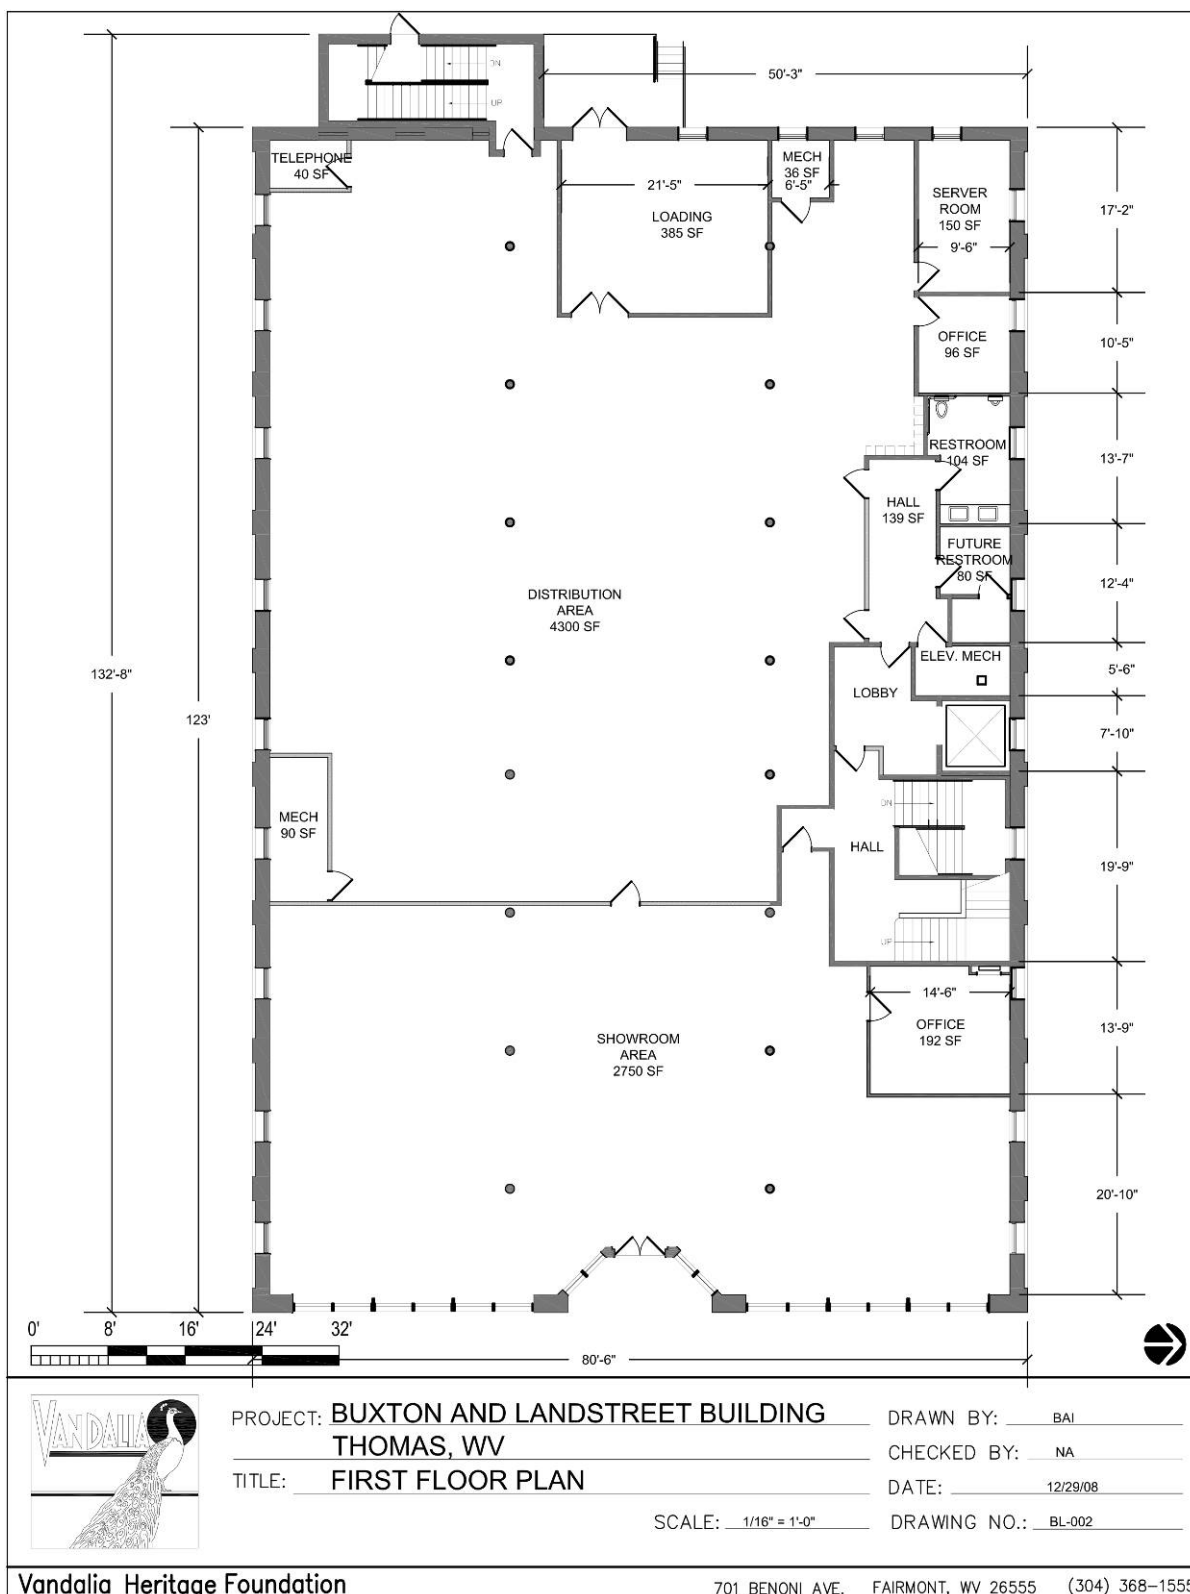 DN
50'-3"
UP
TELEPHONE
40 SF
MECH
36 SF
21'-5"
6'-5"
LOADING
385 SF
SERVER
ROOM
150 SF
17'-2"
9'-6"
OFFICE
96 SF
10'-5"
RESTROOM
104 SF
13'-7"
HALL
139 SF
FUTURE
RESTROOM
80 SF
12'-4"
DISTRIBUTION
AREA
4300 SF
ELEV. MECH
5'-6"
132'-8"
LOBBY
123'
7'-10"
DN
MECH
90 SF
HALL
19'-9"
UP
14'-6"
OFFICE
192 SF
13'-9"
SHOWROOM
AREA
2750 SF
20'-10"
0' 8' 16' 24' 32'
80'-6"
VANDALIA
PROJECT: BUXTON AND LANDSTREET BUILDING
THOMAS, WV
TITLE: FIRST FLOOR PLAN
SCALE: 1/16" = 1'-0"
DRAWN BY: BAI
CHECKED BY: NA
DATE: 12/29/08
DRAWING NO.: BL-002
Vandalia Heritage Foundation
701 BENONI AVE. FAIRMONT, WV 26555 (304) 368-1555